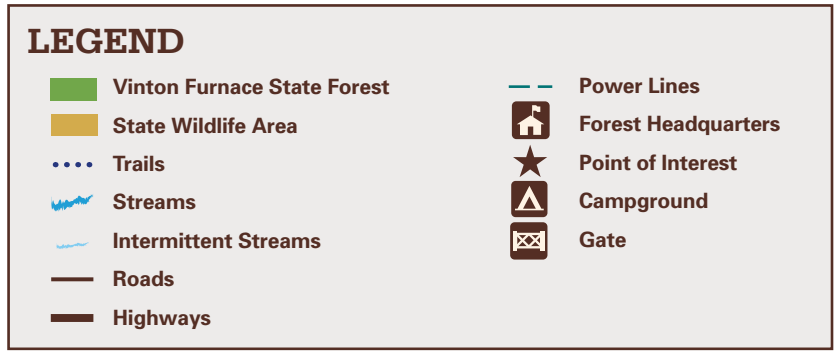 LEGEND
Vinton Furnace State Forest
State Wildlife Area
Trails
Streams
Intermittent Streams
Roads
Highways
Power Lines
Forest Headquarters
Point of Interest
Campground
Gate